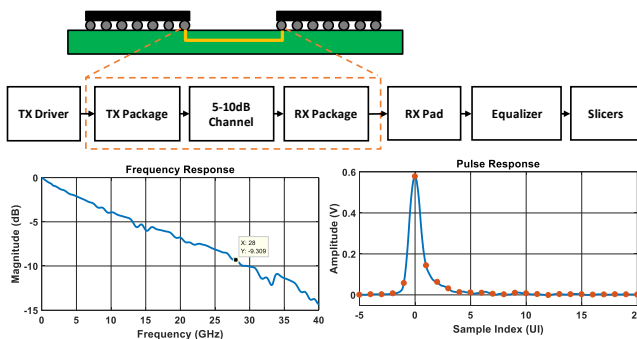 TX Driver
TX Package
5-10dB
Channel
RX Package
RX Pad
Equalizer
Slicers
Frequency Response
Magnitude (dB)
0
-5
-10
-15
X: 28
Y: -9.309
0 5 10 15 20 25 30 35 40
Frequency (GHz)
Pulse Response
Amplitude (V)
0.6
0.4
0.2
0
-5 0 5 10 15 20
Sample Index (UI)